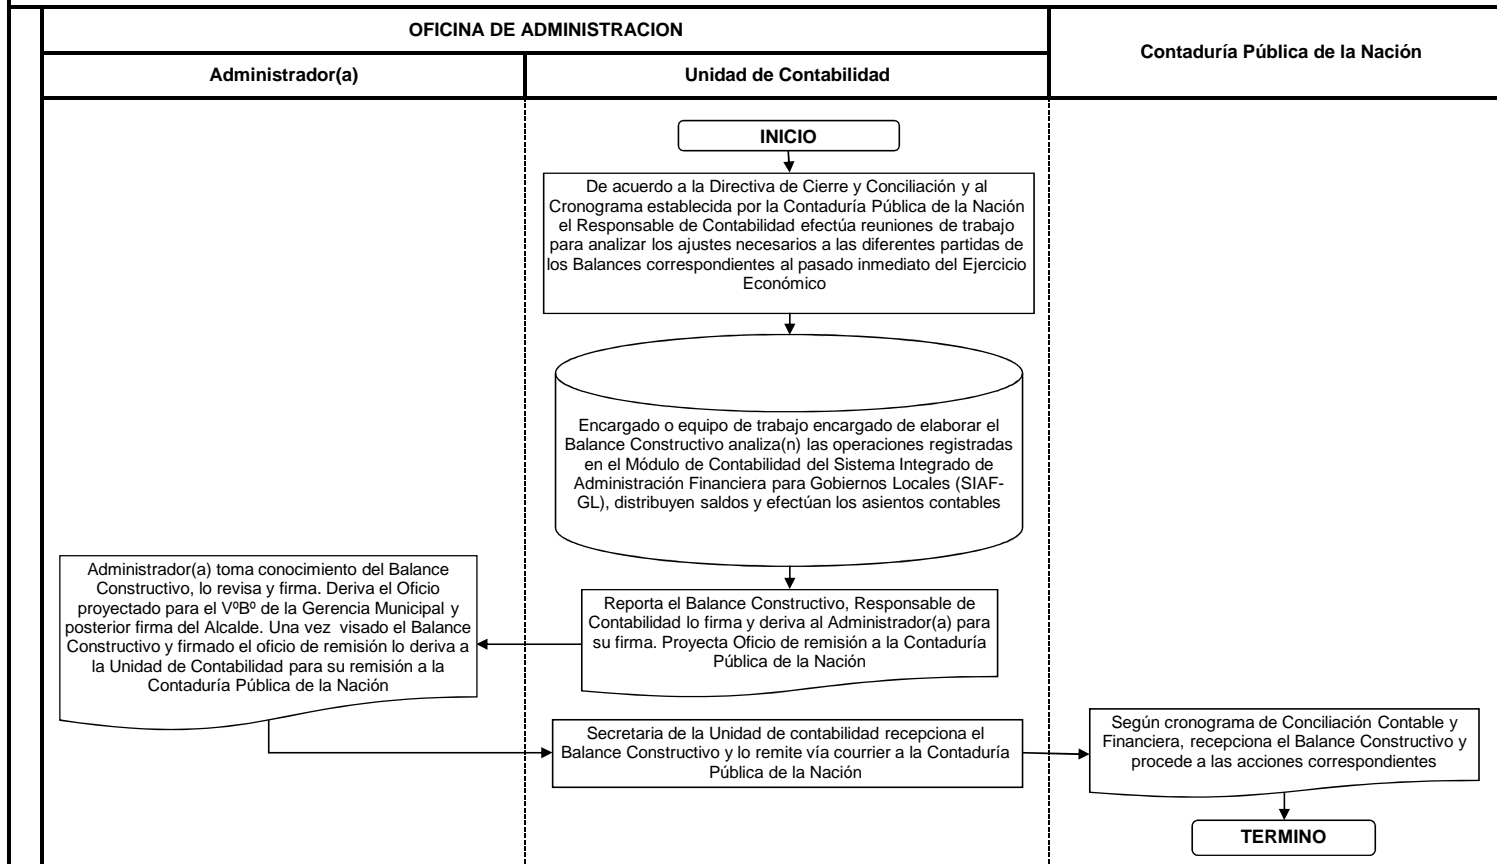 OFICINA DE ADMINISTRACION
Contaduría Pública de la Nación
Administrador(a)
Unidad de Contabilidad
INICIO
De acuerdo a la Directiva de Cierre y Conciliación y al
Cronograma establecida por la Contaduría Pública de la Nación
el Responsable de Contabilidad efectúa reuniones de trabajo
para analizar los ajustes necesarios a las diferentes partidas de
los Balances correspondientes al pasado inmediato del Ejercicio
Económico
Encargado o equipo de trabajo encargado de elaborar el
Balance Constructivo analiza(n) las operaciones registradas
en el Módulo de Contabilidad del Sistema Integrado de
Administración Financiera para Gobiernos Locales (SIAF-
GL), distribuyen saldos y efectúan los asientos contables
Reporta el Balance Constructivo, Responsable de
Contabilidad lo firma y deriva al Administrador(a) para
su firma. Proyecta Oficio de remisión a la Contaduría
Pública de la Nación
Administrador(a) toma conocimiento del Balance
Constructivo, lo revisa y firma. Deriva el Oficio
proyectado para el VºBº de la Gerencia Municipal y
posterior firma del Alcalde. Una vez  visado el Balance
Constructivo y firmado el oficio de remisión lo deriva a
la Unidad de Contabilidad para su remisión a la
Contaduría Pública de la Nación
Secretaria de la Unidad de contabilidad recepciona el
Balance Constructivo y lo remite vía courrier a la Contaduría
Pública de la Nación
Según cronograma de Conciliación Contable y
Financiera, recepciona el Balance Constructivo y
procede a las acciones correspondientes
TERMINO